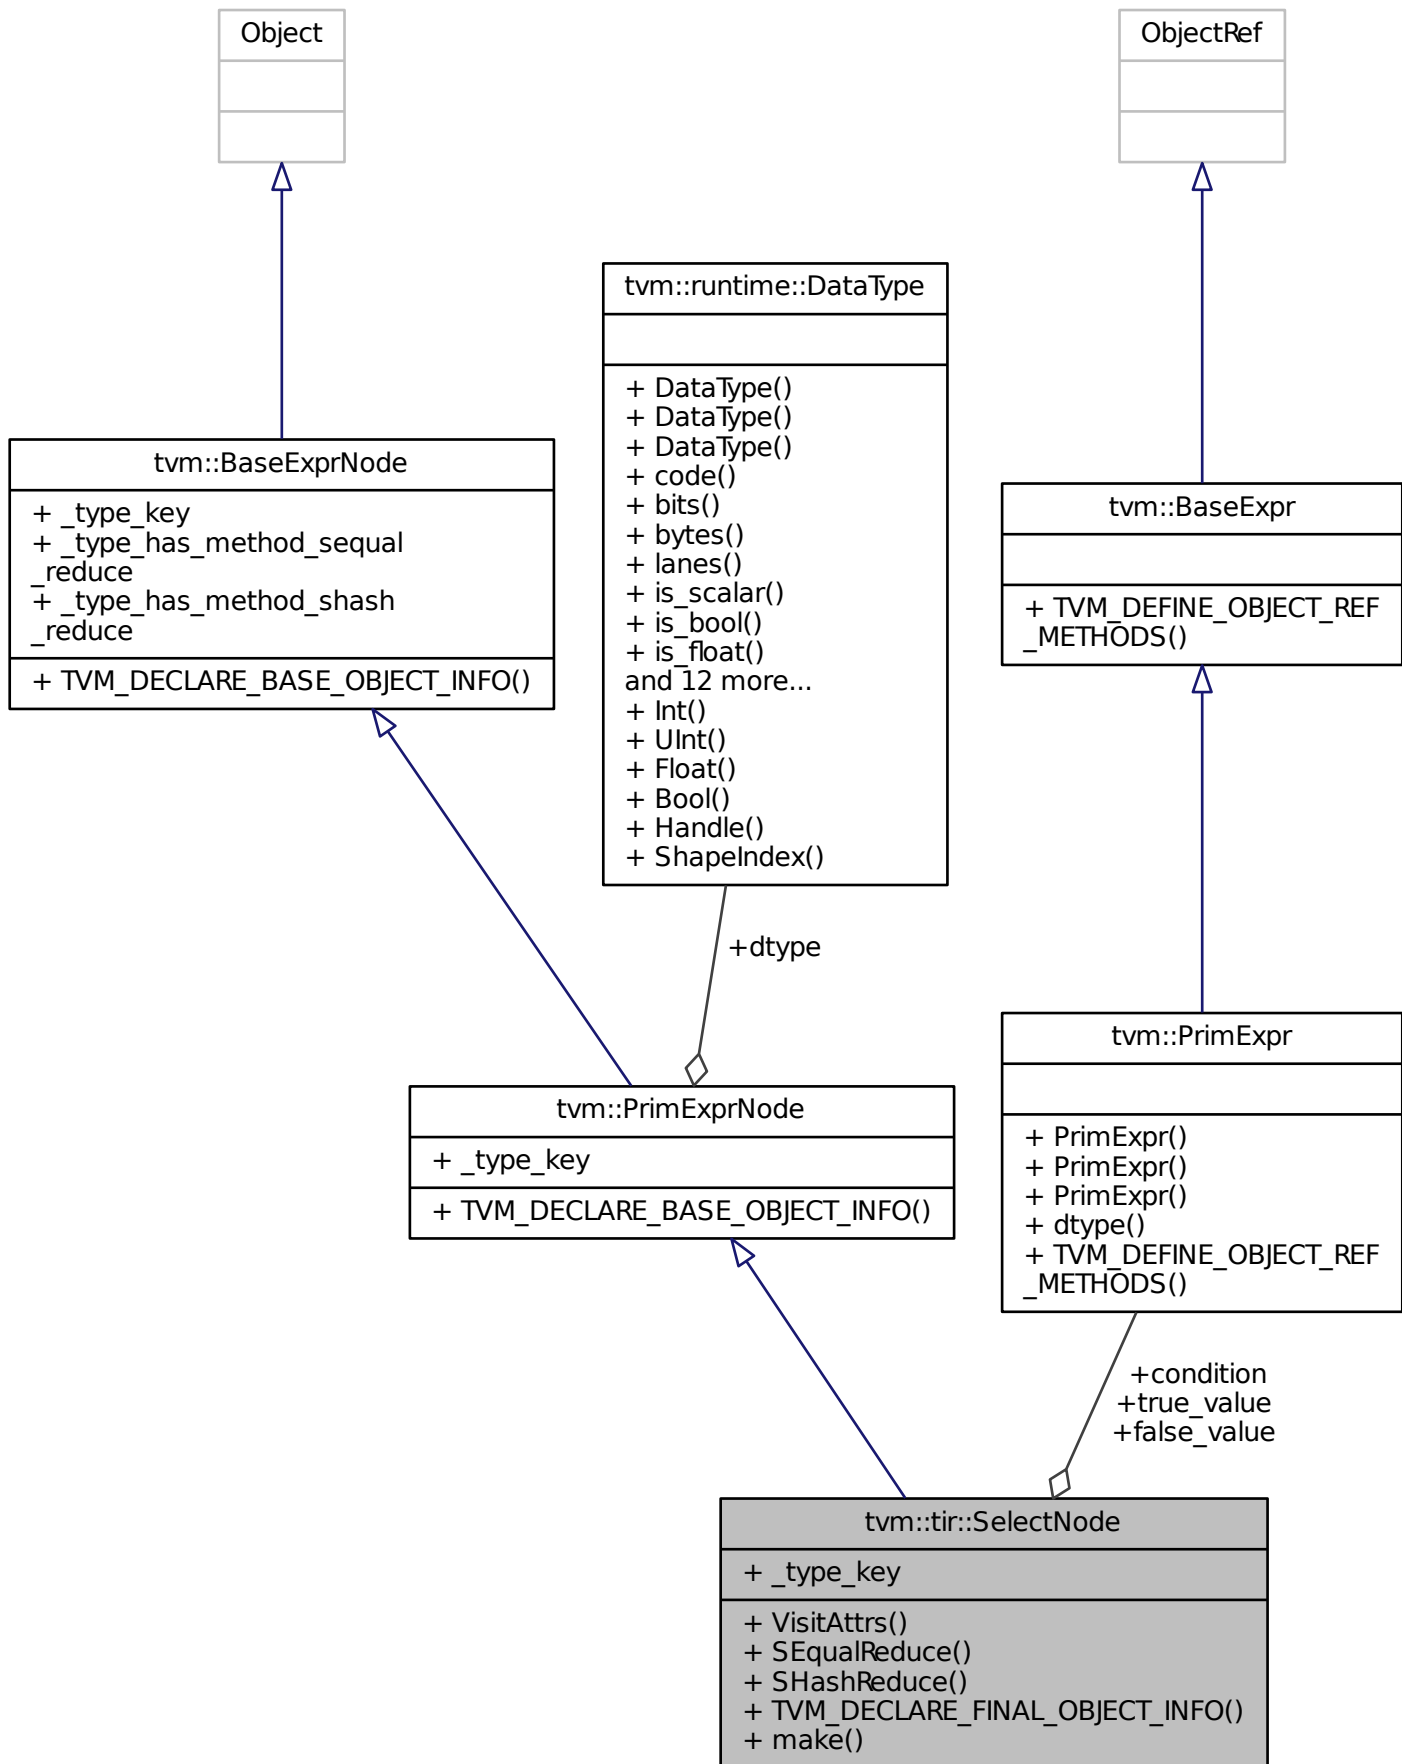 Object
ObjectRef
tvm::runtime::DataType
+ DataType()
+ DataType()
+ DataType()
+ code()
+ bits()
+ bytes()
+ lanes()
+ is_scalar()
+ is_bool()
+ is_float()
and 12 more...
+ Int()
+ UInt()
+ Float()
+ Bool()
+ Handle()
+ ShapeIndex()
tvm::BaseExprNode
+ _type_key
+ _type_has_method_sequal
_reduce
+ _type_has_method_shash
_reduce
+ TVM_DECLARE_BASE_OBJECT_INFO()
tvm::BaseExpr
+ TVM_DEFINE_OBJECT_REF
_METHODS()
+dtype
tvm::PrimExprNode
+ _type_key
+ TVM_DECLARE_BASE_OBJECT_INFO()
tvm::PrimExpr
+ PrimExpr()
+ PrimExpr()
+ PrimExpr()
+ dtype()
+ TVM_DEFINE_OBJECT_REF
_METHODS()
+condition
+true_value
+false_value
tvm::tir::SelectNode
+ _type_key
+ VisitAttrs()
+ SEqualReduce()
+ SHashReduce()
+ TVM_DECLARE_FINAL_OBJECT_INFO()
+ make()